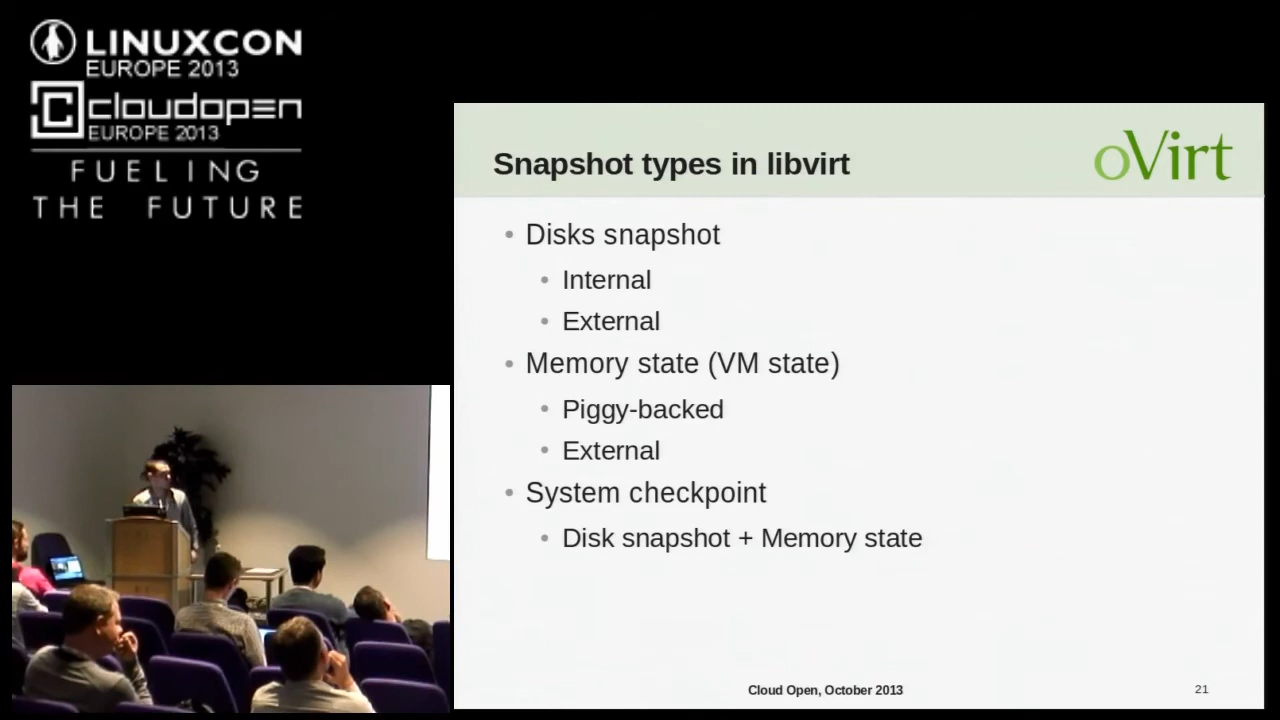 LINUXCON
EUROPE 2013
cloudopen
EUROPE 2013
FUELING
THE FUTURE
Snapshot types in libvirt
oVirt
• Disks snapshot
• Internal
• External
• Memory state (VM state)
• Piggy-backed
• External
• System checkpoint
• Disk snapshot + Memory state
Cloud Open, October 2013
21